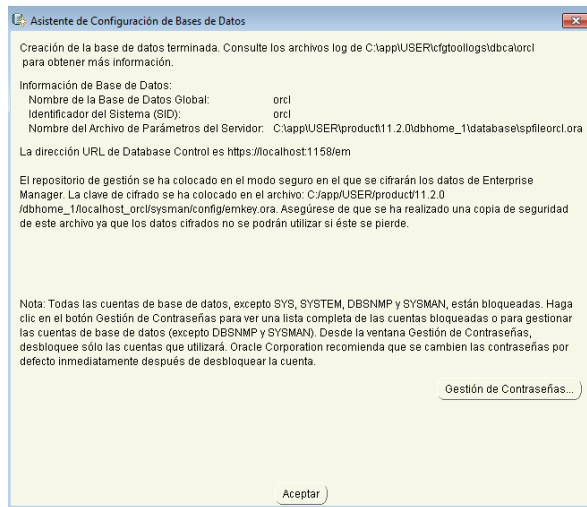 Asistente de Configuración de Bases de Datos
Creación de la base de datos terminada. Consulte los archivos log de C:\app\USER\cfgtoollogs\dbca\orcl
para obtener más información.
Información de Base de Datos:
Nombre de la Base de Datos Global: orcl
Identificador del Sistema (SID): orcl
Nombre del Archivo de Parámetros del Servidor: C:\app\USER\product\11.2.0\dbhome_1\database\spfileorcl.ora
La dirección URL de Database Control es https://localhost:1158/em
El repositorio de gestión se ha colocado en el modo seguro en el que se cifrarán los datos de Enterprise
Manager. La clave de cifrado se ha colocado en el archivo: C:/app/USER/product/11.2.0
/dbhome_1/localhost_orcl/sysman/config/emkey.ora. Asegúrese de que se ha realizado una copia de seguridad
de este archivo ya que los datos cifrados no se podrán utilizar si éste se pierde.
Nota: Todas las cuentas de base de datos, excepto SYS, SYSTEM, DBSNMP y SYSMAN, están bloqueadas. Haga
clic en el botón Gestión de Contraseñas para ver una lista completa de las cuentas bloqueadas o para gestionar
las cuentas de base de datos (excepto DBSNMP y SYSMAN). Desde la ventana Gestión de Contraseñas,
desbloquee sólo las cuentas que utilizará. Oracle Corporation recomienda que se cambien las contraseñas por
defecto inmediatamente después de desbloquear la cuenta.
Gestión de Contraseñas...
Aceptar